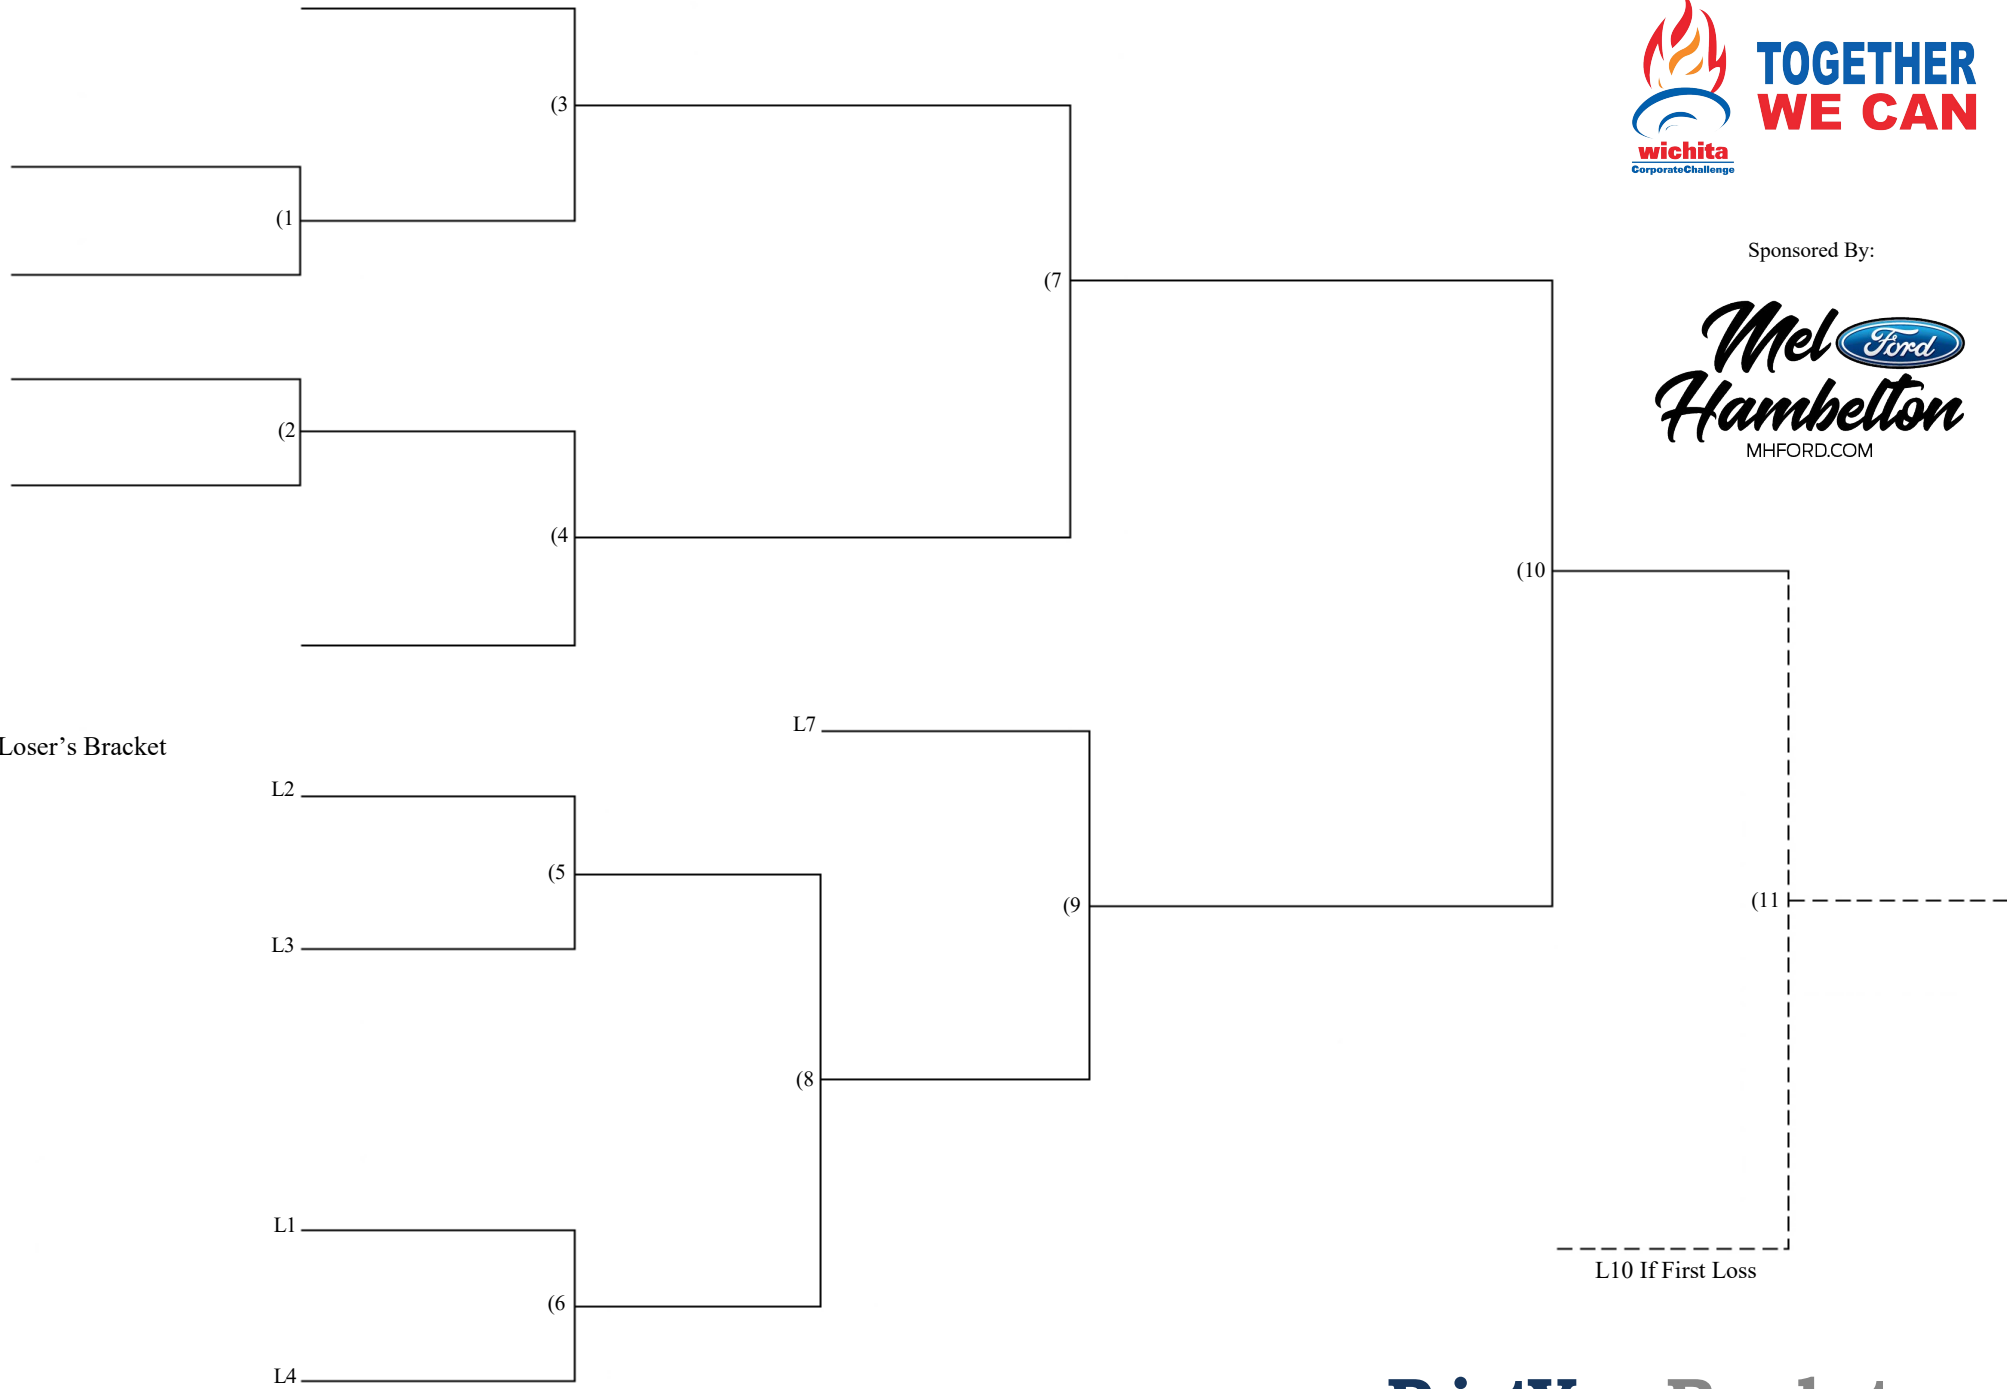 TOGETHER
WE CAN
wichita
CorporateChallenge
Sponsored By:
Mel Ford
Hambelton
MHFORD.COM
(3
(1
(7
(2
(4
(10
L7
Loser’s Bracket
L2
(5
L3
(9
(11
(8
L1
L10 If First Loss
(6
L4